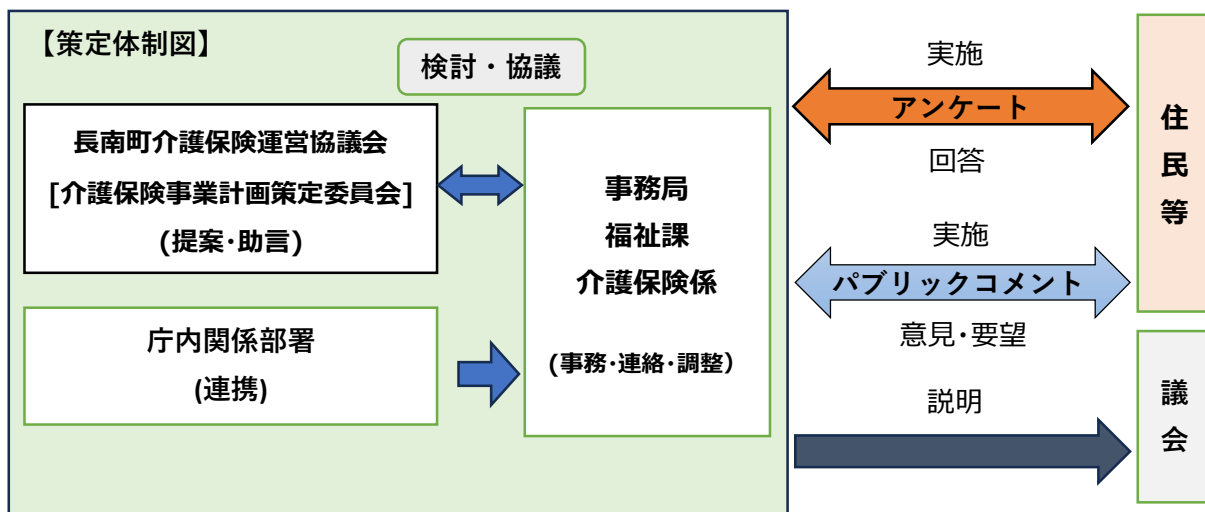 【策定体制図】
検討・協議
長南町介護保険運営協議会
[介護保険事業計画策定委員会]
(提案･助言)
庁内関係部署
(連携)
事務局
福祉課
介護保険係
(事務･連絡･調整）
実施
アンケート
回答
実施
パブリックコメント
意見･要望
説明
住民等
議会